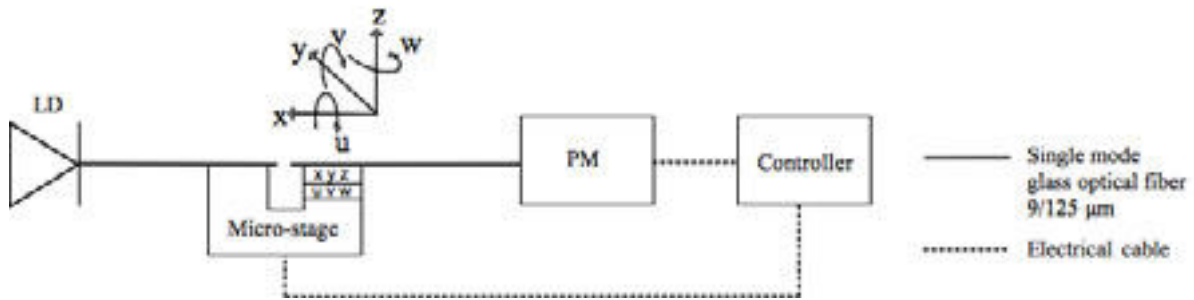 z
y
v
w
LD
x
u
PM
Controller
Single mode
glass optical fiber
9/125 μm
x y z
u v w
Micro-stage
Electrical cable